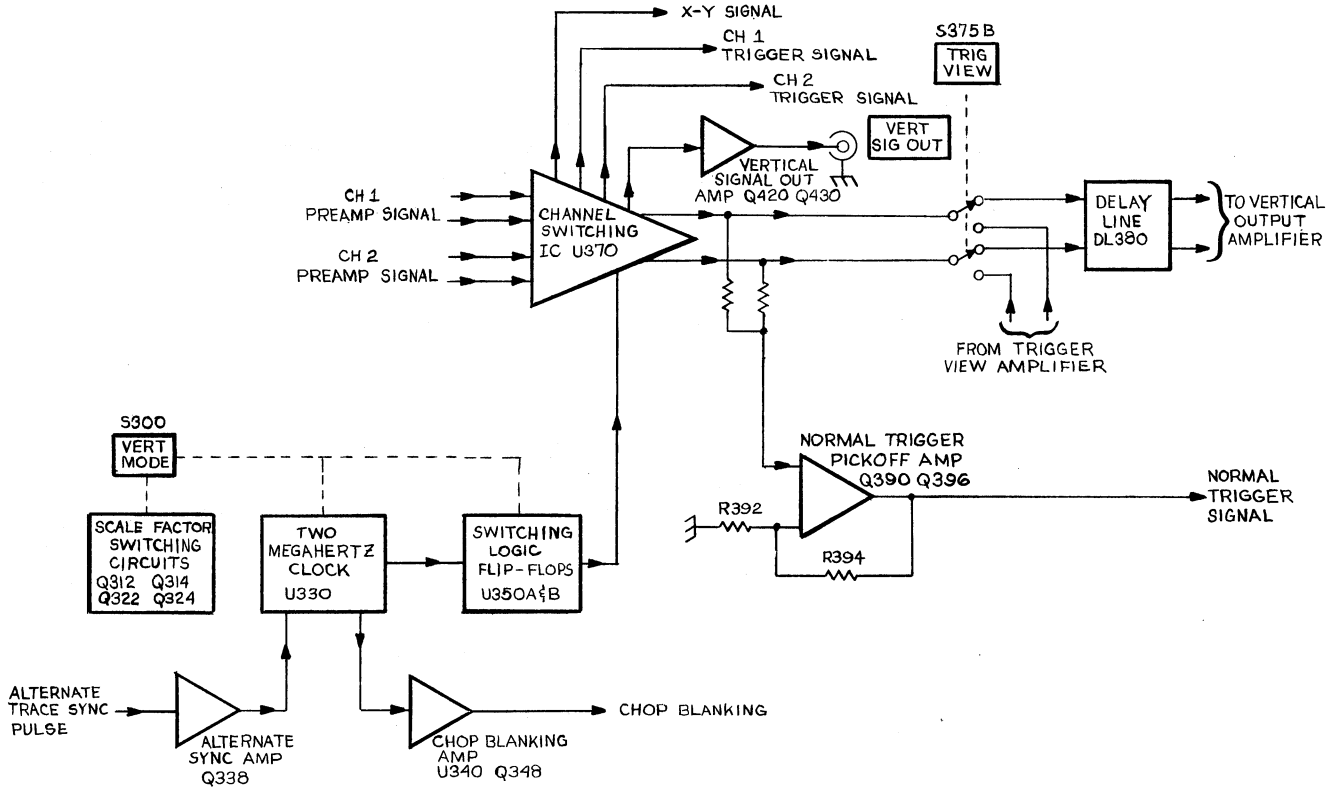 X-Y SIGNAL
CH 1
TRIGGER SIGNAL
CH 2
TRIGGER SIGNAL
S375B
TRIG
VIEW
VERT
SIG OUT
VERTICAL
SIGNAL OUT
AMP Q420 Q430
CH 1
PREAMP SIGNAL
CH 2
PREAMP SIGNAL
CHANNEL
SWITCHING
IC U370
DELAY
LINE
DL380
TO VERTICAL
OUTPUT
AMPLIFIER
FROM TRIGGER
VIEW AMPLIFIER
S300
VERT
MODE
NORMAL TRIGGER
PICKOFF AMP
Q390 Q396
NORMAL
TRIGGER
SIGNAL
R392
R394
SCALE FACTOR
SWITCHING
CIRCUITS
Q312 Q314
Q322 Q324
TWO
MEGAHERTZ
CLOCK
U330
SWITCHING
LOGIC
FLIP-FLOPS
U350A&B
ALTERNATE
TRACE SYNC
PULSE
ALTERNATE
SYNC AMP
Q338
CHOP BLANKING
AMP
U340 Q348
CHOP BLANKING